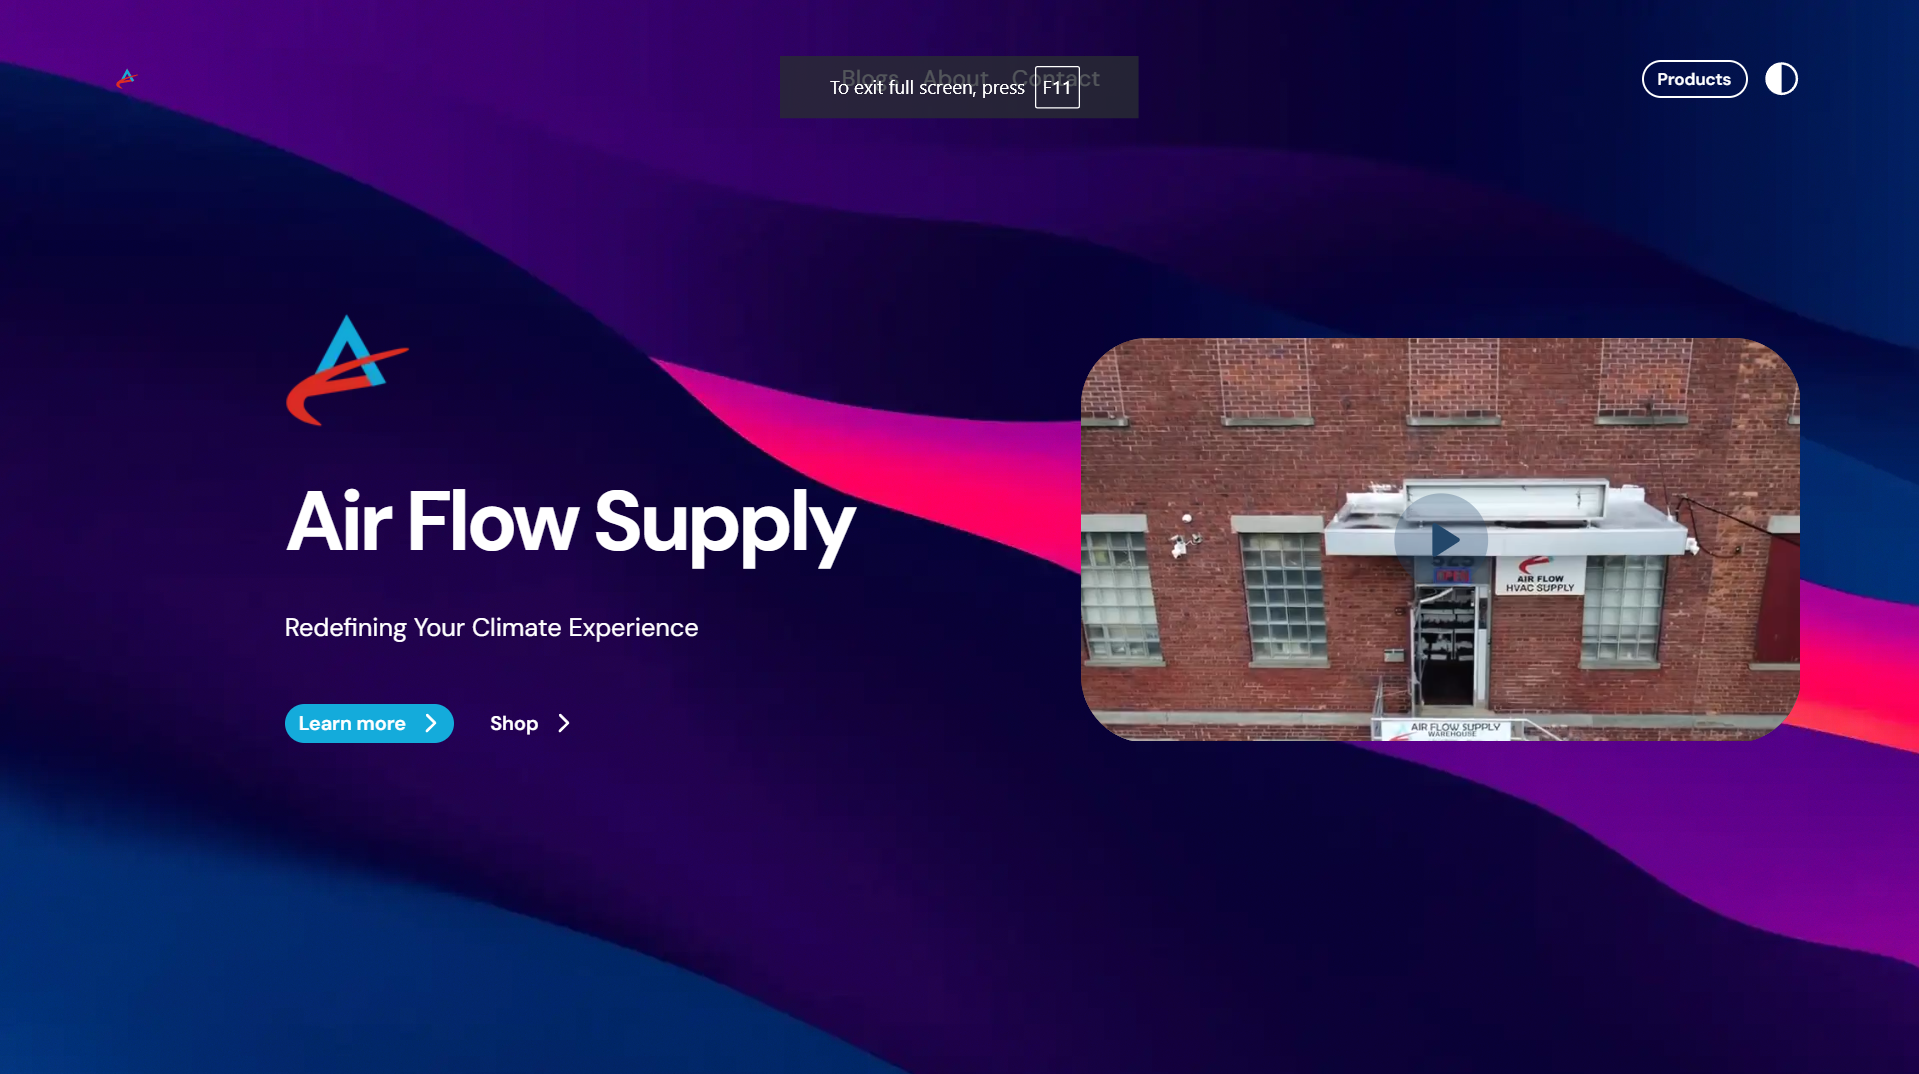 Blogs About Contact
To exit full screen, press F11
Products
Air Flow Supply
Redefining Your Climate Experience
Learn more
Shop
525
AIR FLOW
HVAC SUPPLY
AIR FLOW SUPPLY
WAREHOUSE